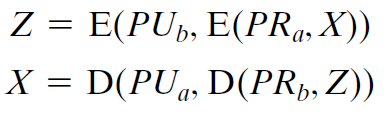 Z = E(PU_b, E(PR_a, X))
X = D(PU_a, D(PR_b, Z))